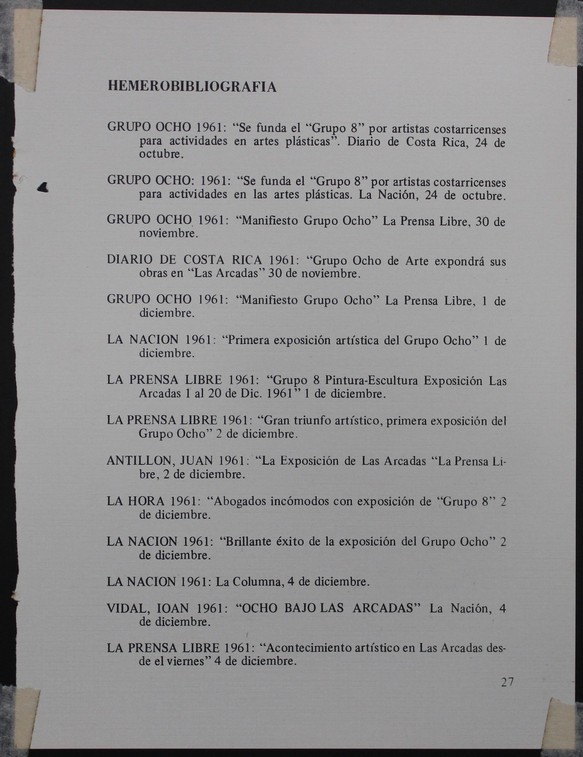 HEMEROBIBLIOGRAFIA
GRUPO OCHO 1961: “Se funda el “Grupo 8” por artistas costarricenses
para actividades en artes plásticas”. Diario de Costa Rica, 24 de
octubre.
GRUPO OCHO: 1961: “Se funda el “Grupo 8” por artistas costarricenses
para actividades en las artes plásticas. La Nación, 24 de octubre.
GRUPO OCHO 1961: “Manifiesto Grupo Ocho” La Prensa Libre, 30 de
noviembre.
DIARIO DE COSTA RICA 1961: “Grupo Ocho de Arte expondrá sus
obras en “Las Arcadas” 30 de noviembre.
GRUPO OCHO 1961: “Manifiesto Grupo Ocho” La Prensa Libre, 1 de
diciembre.
LA NACION 1961: “Primera exposición artística del Grupo Ocho” 1 de
diciembre.
LA PRENSA LIBRE 1961: “Grupo 8 Pintura-Escultura Exposición Las
Arcadas 1 al 20 de Dic. 1961” 1 de diciembre.
LA PRENSA LIBRE 1961: “Gran triunfo artístico, primera exposición del
Grupo Ocho” 2 de diciembre.
ANTILLON, JUAN 1961: “La Exposición de Las Arcadas “La Prensa Li-
bre, 2 de diciembre.
LA HORA 1961: “Abogados incómodos con exposición de “Grupo 8” 2
de diciembre.
LA NACION 1961: “Brillante éxito de la exposición del Grupo Ocho” 2
de diciembre.
LA NACION 1961: La Columna, 4 de diciembre.
VIDAL, IOAN 1961: “OCHO BAJO LAS ARCADAS” La Nación, 4
de diciembre.
LA PRENSA LIBRE 1961: “Acontecimiento artístico en Las Arcadas des-
de el viernes” 4 de diciembre.
27